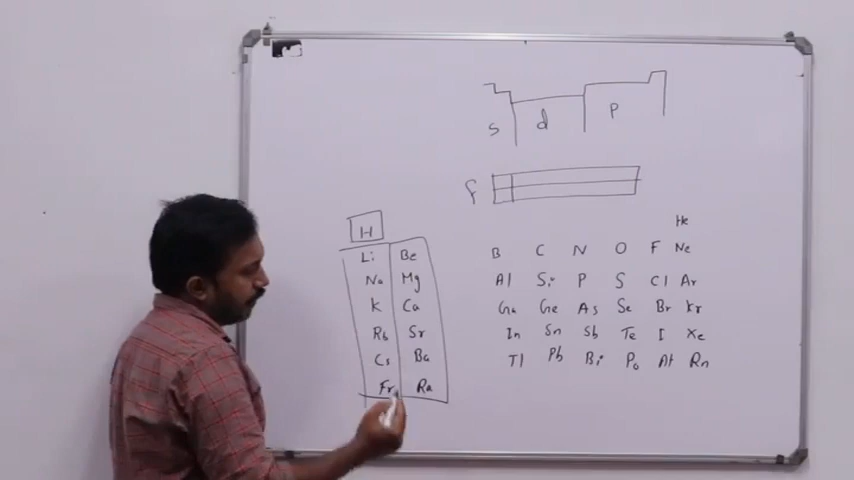 s d p
f
He
H
Li Be B C N O F Ne
Na Mg Al Si P S Cl Ar
K Ca Ga Ge As Se Br Kr
Rb Sr In Sn Sb Te I Xe
Cs Ba Tl Pb Bi Po At Rn
Fr Ra